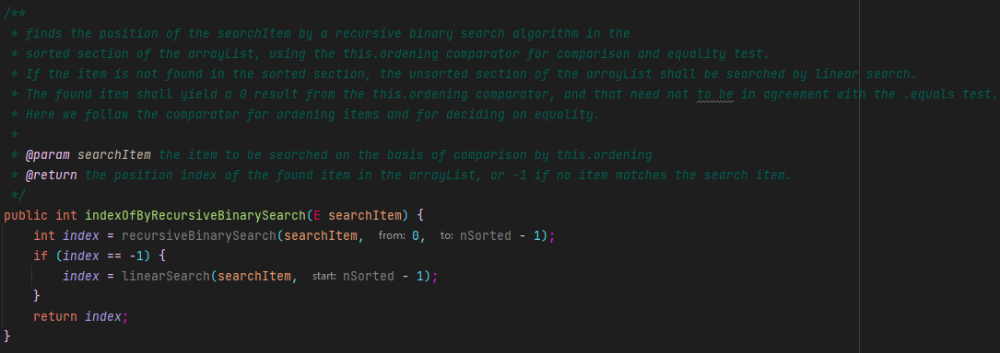 /**
 * finds the position of the searchItem by a recursive binary search algorithm in the
 * sorted section of the arrayList, using the this.ordening comparator for comparison and equality test.
 * If the item is not found in the sorted section, the unsorted section of the arrayList shall be searched by linear search.
 * The found item shall yield a 0 result from the this.ordening comparator, and that need not to be in agreement with the .equals test.
 * Here we follow the comparator for ordening items and for deciding on equality.
 *
 * @param searchItem the item to be searched on the basis of comparison by this.ordening
 * @return the position index of the found item in the arrayList, or -1 if no item matches the search item.
 */
public int indexOfByRecursiveBinarySearch(E searchItem) {
    int index = recursiveBinarySearch(searchItem, from: 0, to: nSorted - 1);
    if (index == -1) {
        index = linearSearch(searchItem, start: nSorted - 1);
    }
    return index;
}